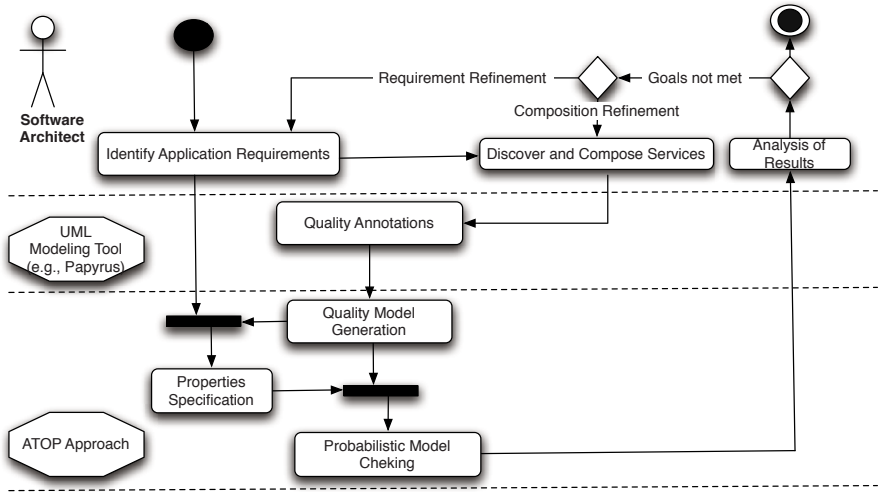 Software
Architect
Requirement Refinement
Goals not met
Composition Refinement
Identify Application Requirements
Discover and Compose Services
Analysis of
Results
UML
Modeling Tool
(e.g., Papyrus)
Quality Annotations
Quality Model
Generation
Properties
Specification
ATOP Approach
Probabilistic Model
Cheking